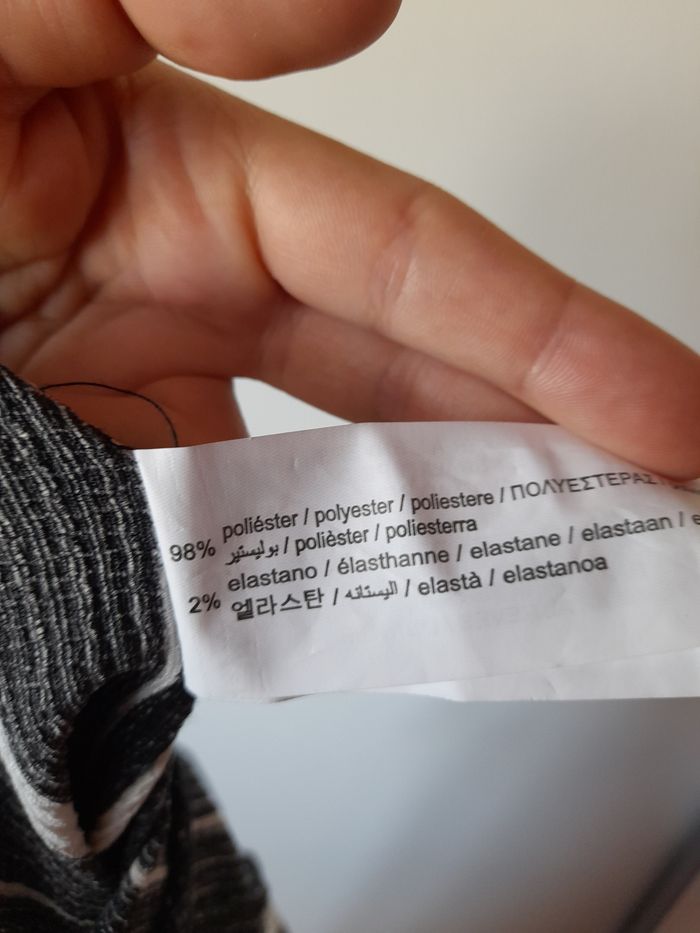 98% poliéster / polyester / poliestere / ΠΟΛΥΕΣΤΕΡΑΣ
بوليستير / polièster / poliesterra
2% elastano / élasthanne / elastane / elastaan /
엘라스탄 / اليستانه / elastà / elastanoa